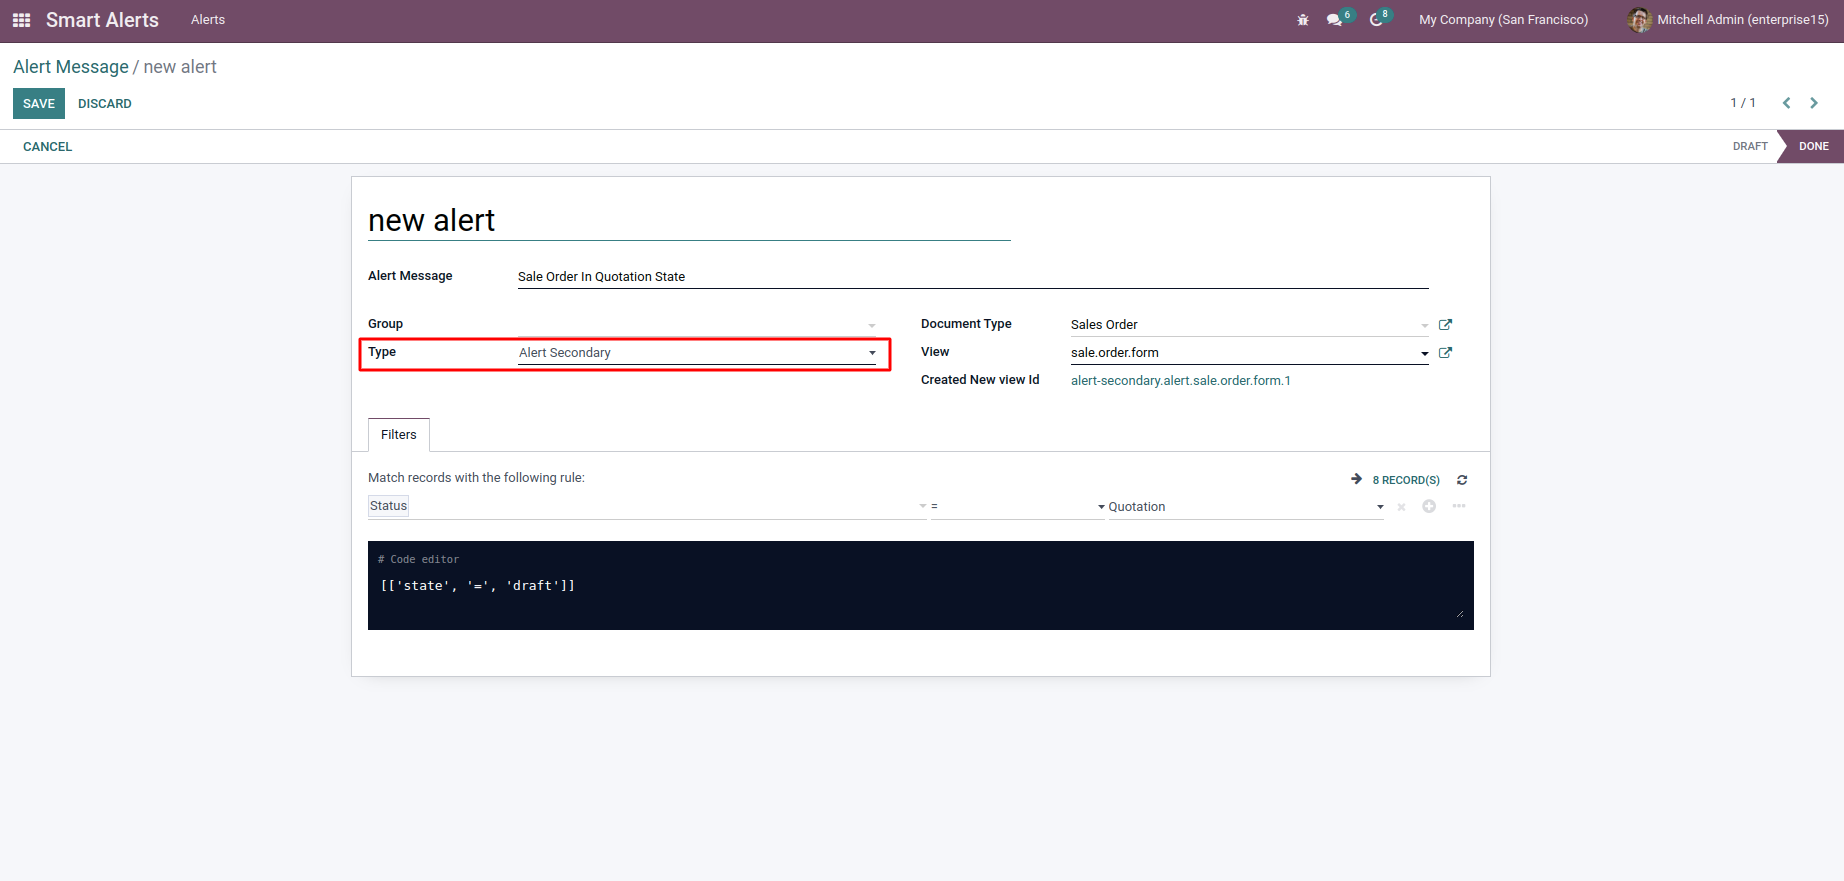 Smart Alerts Alerts 6 8 My Company (San Francisco) Mitchell Admin (enterprise15)
Alert Message / new alert
SAVE DISCARD 1 / 1
CANCEL DRAFT DONE
new alert
Alert Message Sale Order In Quotation State
Group Document Type Sales Order
Type Alert Secondary View sale.order.form
Created New view Id alert-secondary.alert.sale.order.form.1
Filters
Match records with the following rule: 8 RECORD(S)
Status = Quotation
# Code editor
[['state', '=', 'draft']]